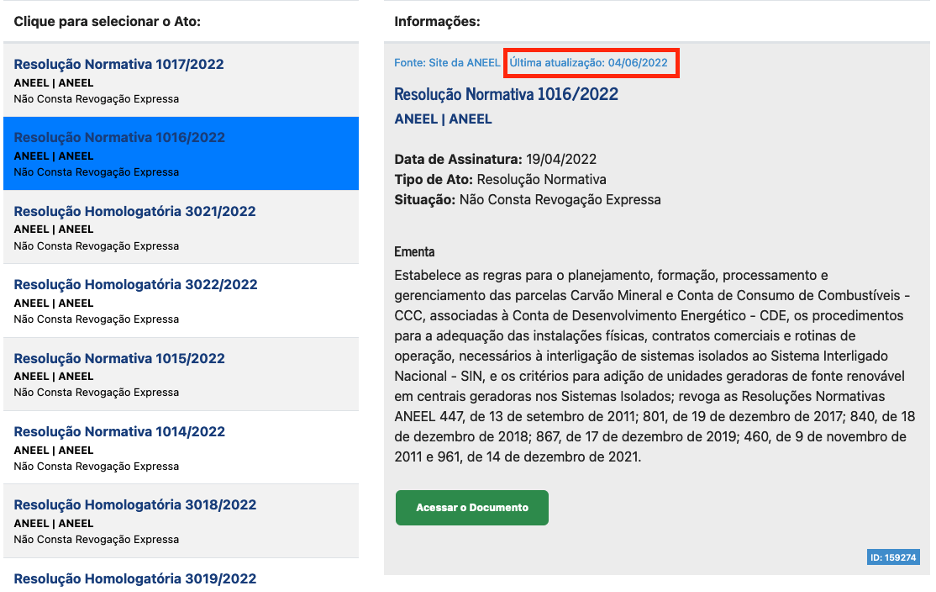 Clique para selecionar o Ato:
Resolução Normativa 1017/2022
ANEEL | ANEEL
Não Consta Revogação Expressa
Resolução Normativa 1016/2022
ANEEL | ANEEL
Não Consta Revogação Expressa
Resolução Homologatória 3021/2022
ANEEL | ANEEL
Não Consta Revogação Expressa
Resolução Homologatória 3022/2022
ANEEL | ANEEL
Não Consta Revogação Expressa
Resolução Normativa 1015/2022
ANEEL | ANEEL
Não Consta Revogação Expressa
Resolução Normativa 1014/2022
ANEEL | ANEEL
Não Consta Revogação Expressa
Resolução Homologatória 3018/2022
ANEEL | ANEEL
Não Consta Revogação Expressa
Resolução Homologatória 3019/2022
Informações:
Fonte: Site da ANEEL Última atualização: 04/06/2022
Resolução Normativa 1016/2022
ANEEL | ANEEL
Data de Assinatura: 19/04/2022
Tipo de Ato: Resolução Normativa
Situação: Não Consta Revogação Expressa
Ementa
Estabelece as regras para o planejamento, formação, processamento e
gerenciamento das parcelas Carvão Mineral e Conta de Consumo de Combustíveis -
CCC, associadas à Conta de Desenvolvimento Energético - CDE, os procedimentos
para a adequação das instalações físicas, contratos comerciais e rotinas de
operação, necessários à interligação de sistemas isolados ao Sistema Interligado
Nacional - SIN, e os critérios para adição de unidades geradoras de fonte renovável
em centrais geradoras nos Sistemas Isolados; revoga as Resoluções Normativas
ANEEL 447, de 13 de setembro de 2011; 801, de 19 de dezembro de 2017; 840, de 18
de dezembro de 2018; 867, de 17 de dezembro de 2019; 460, de 9 de novembro de
2011 e 961, de 14 de dezembro de 2021.
Acessar o Documento
ID: 159274